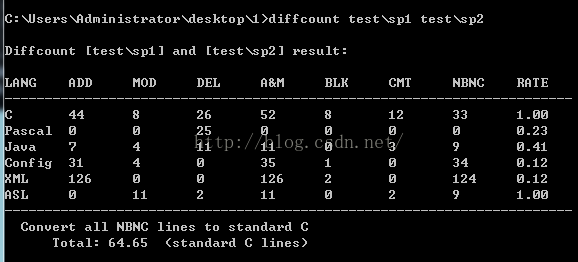 C:\Users\Administrator\desktop\1>diffcount test\sp1 test\sp2
Diffcount [test\sp1] and [test\sp2] result:
LANG ADD MOD DEL A&M BLK CMT NBNC RATE
C 44 8 26 52 8 12 33 1.00
Pascal 0 0 25 0 0 0 0 0.23
Java 7 4 11 11 0 3 9 0.41
Config 31 4 0 35 1 0 34 0.12
XML 126 0 0 126 2 0 124 0.12
ASL 0 11 2 11 0 2 9 1.00
Convert all NBNC lines to standard C
Total: 64.65 (standard C lines)
http://blog.csdn.net/